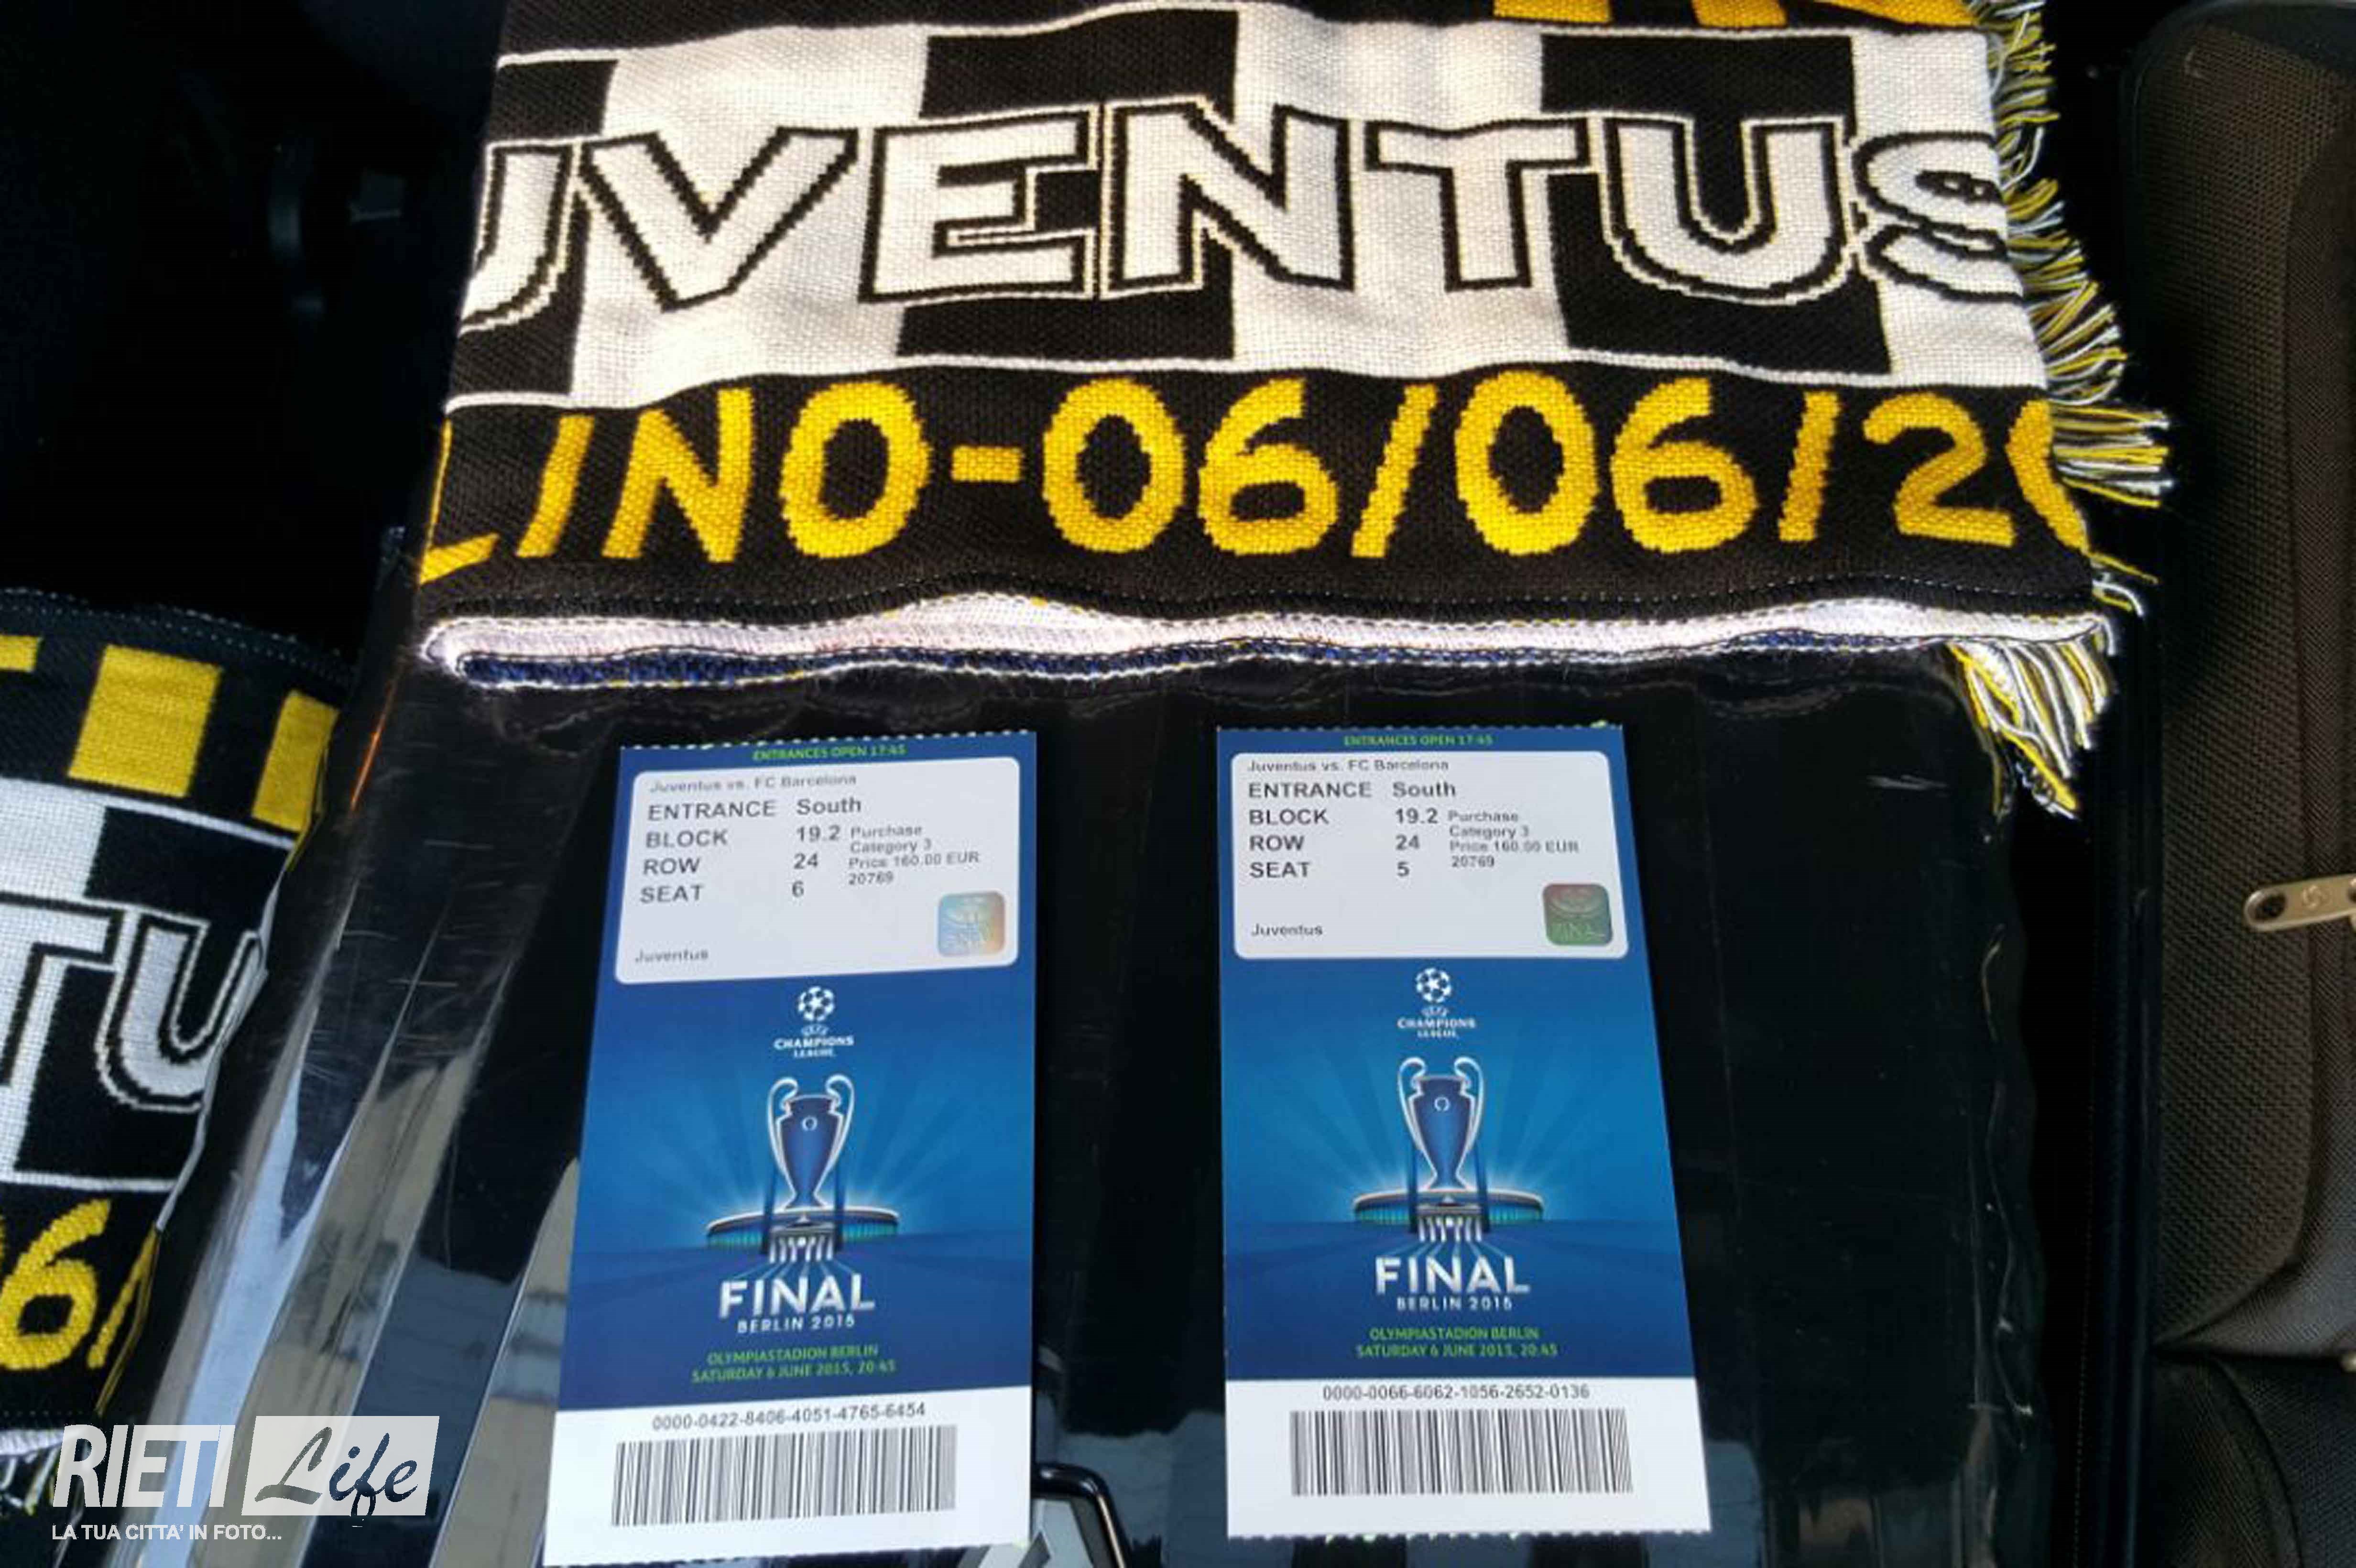 UVENTUS
LINO-06/06/20
TU
6/
ENTRANCES OPEN 17:45
Juventus vs. FC Barcelona
ENTRANCE South
BLOCK 19.2 Purchase
Category 3
ROW 24 Price 160.00 EUR
20769
SEAT 6
Juventus
UEFA
CHAMPIONS
LEAGUE
FINAL
BERLIN 2015
OLYMPIASTADION BERLIN
SATURDAY 6 JUNE 2015, 20:45
0000-0422-8406-4051-4765-6454
ENTRANCES OPEN 17:45
Juventus vs. FC Barcelona
ENTRANCE South
BLOCK 19.2 Purchase
Category 3
ROW 24 Price 160.00 EUR
20769
SEAT 5
Juventus
UEFA
CHAMPIONS
LEAGUE
FINAL
BERLIN 2015
OLYMPIASTADION BERLIN
SATURDAY 6 JUNE 2015, 20:45
0000-0066-6062-1056-2652-0136
RIETI Life
LA TUA CITTA' IN FOTO...